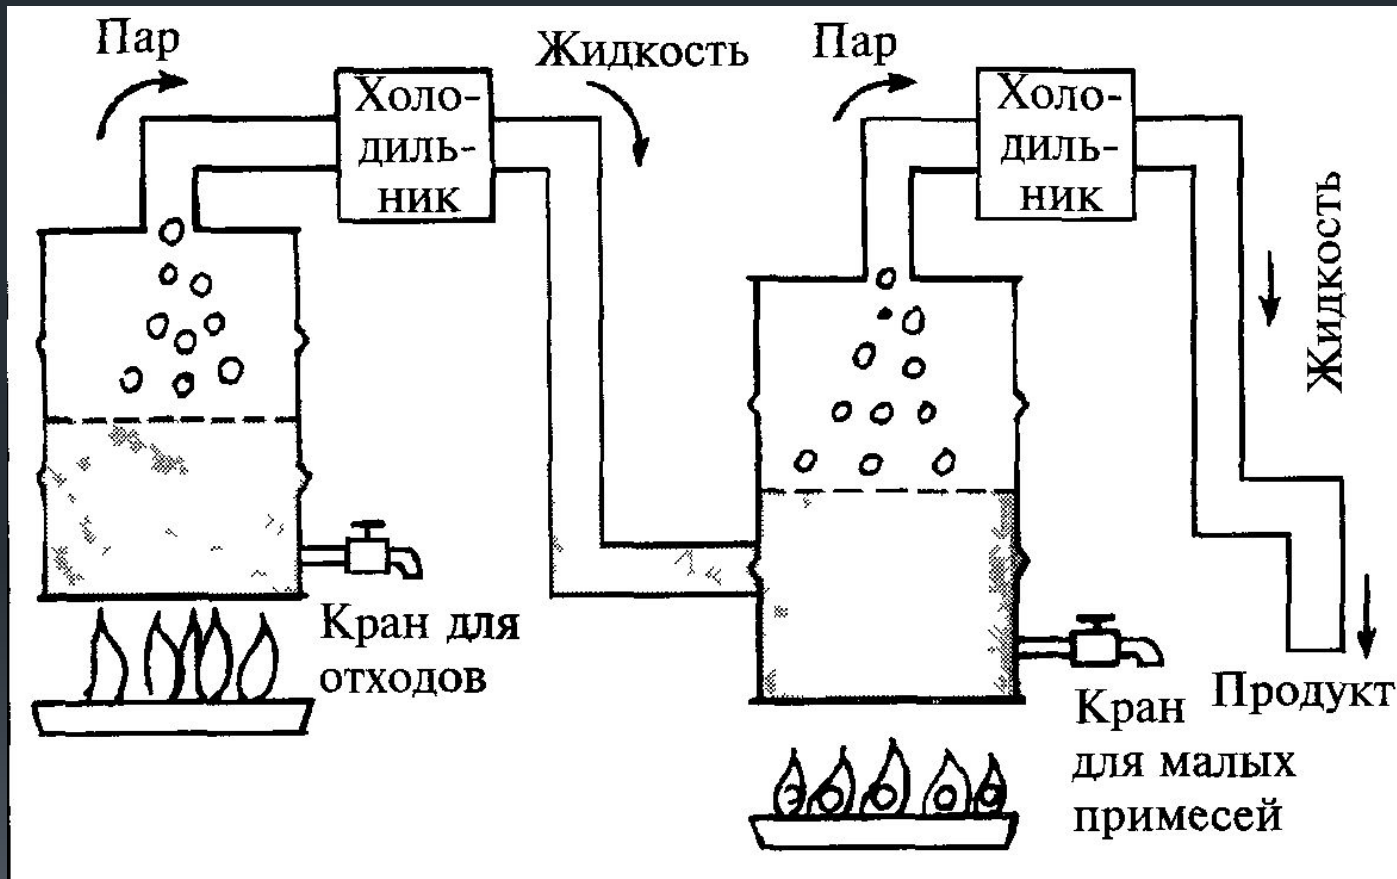 Пар
Холо-
диль-
ник
Жидкость
Пар
Холо-
диль-
ник
Жидкость
Кран для
отходов
Кран
для малых
примесей
Продукт